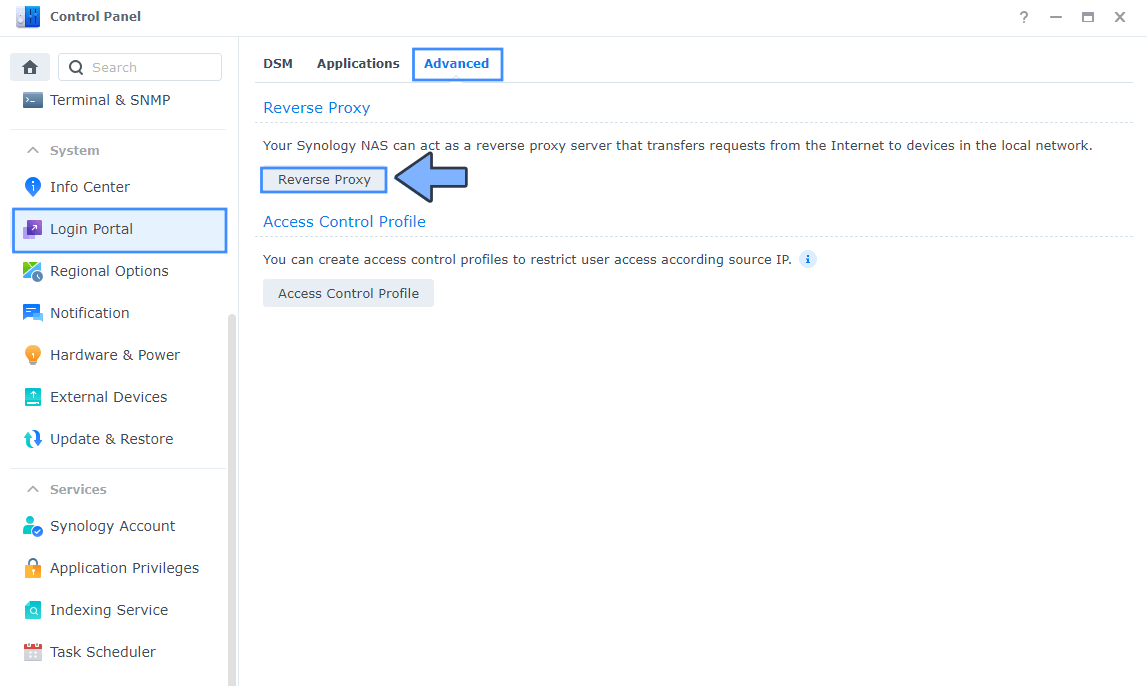 Control Panel
?
Search
Terminal & SNMP
System
Info Center
Login Portal
Regional Options
Notification
Hardware & Power
External Devices
Update & Restore
Services
Synology Account
Application Privileges
Indexing Service
Task Scheduler
DSM Applications Advanced
Reverse Proxy
Your Synology NAS can act as a reverse proxy server that transfers requests from the Internet to devices in the local network.
Reverse Proxy
Access Control Profile
You can create access control profiles to restrict user access according source IP. i
Access Control Profile